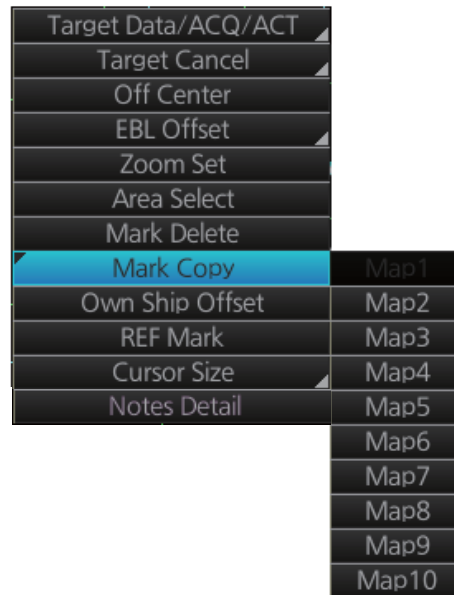 Target Data/ACQ/ACT
Target Cancel
Off Center
EBL Offset
Zoom Set
Area Select
Mark Delete
Mark Copy
Own Ship Offset
REF Mark
Cursor Size
Notes Detail
Map1
Map2
Map3
Map4
Map5
Map6
Map7
Map8
Map9
Map10